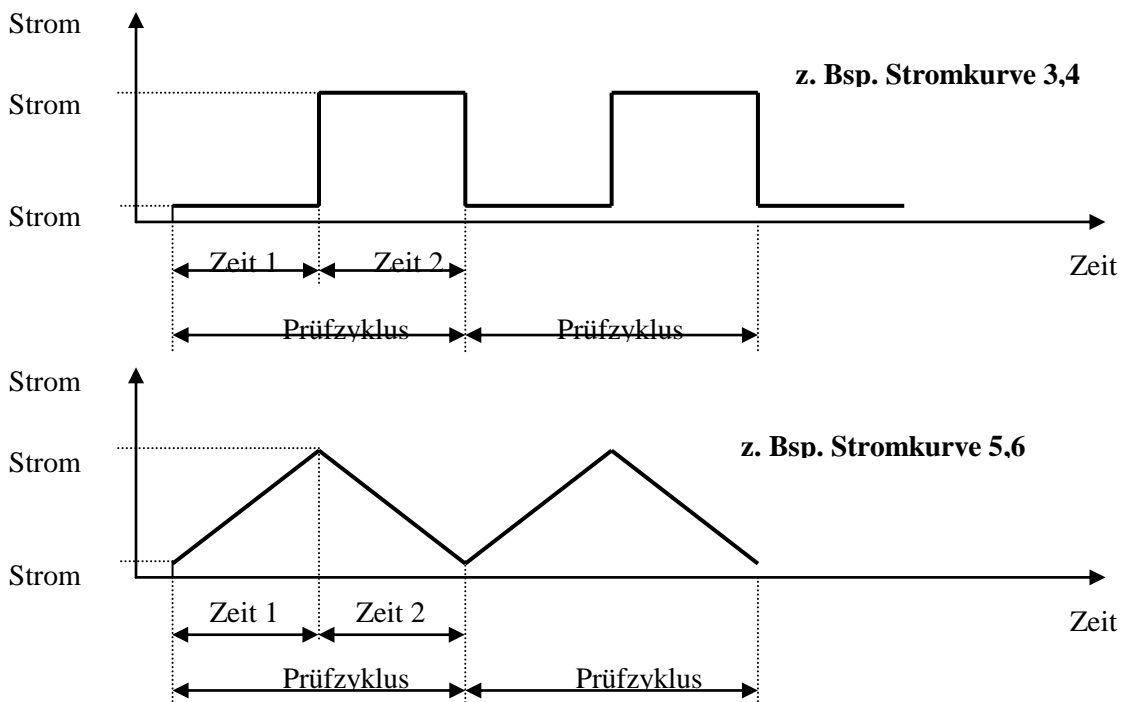 Strom
z. Bsp. Stromkurve 3,4
Strom
Strom
Zeit 1 Zeit 2 Zeit
Prüfzyklus Prüfzyklus
Strom
z. Bsp. Stromkurve 5,6
Strom
Strom
Zeit 1 Zeit 2 Zeit
Prüfzyklus Prüfzyklus